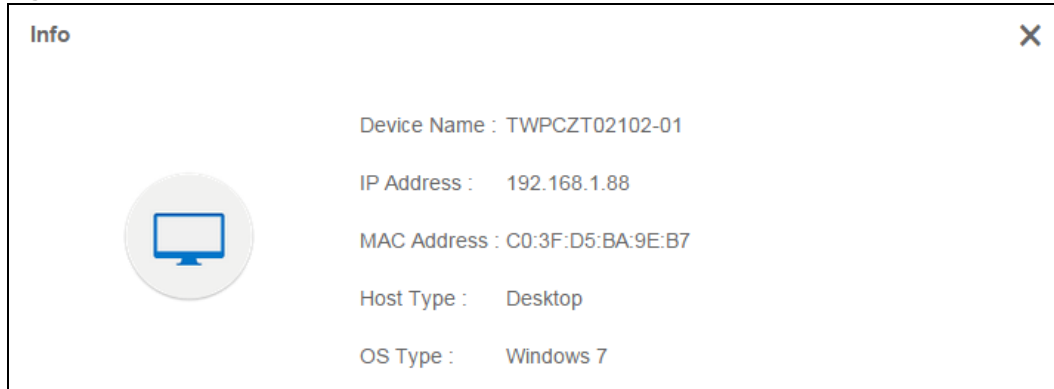 Info
Device Name : TWPCZT02102-01
IP Address : 192.168.1.88
MAC Address : C0:3F:D5:BA:9E:B7
Host Type : Desktop
OS Type : Windows 7